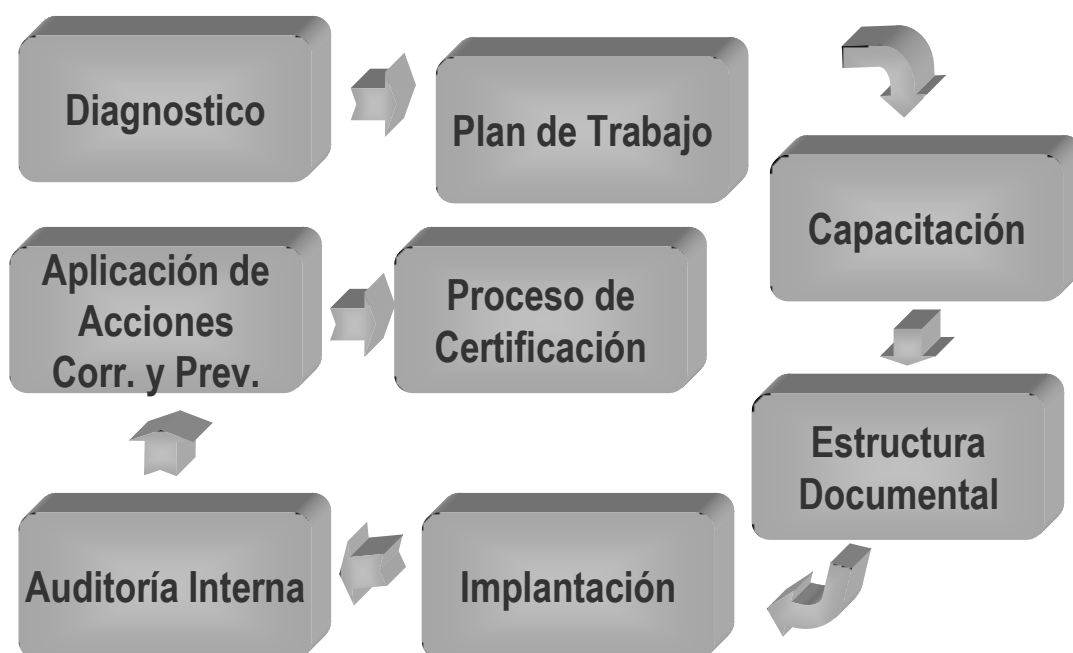 Diagnostico
Plan de Trabajo
Capacitación
Aplicación de
Acciones
Corr. y Prev.
Proceso de
Certificación
Estructura
Documental
Auditoría Interna
Implantación